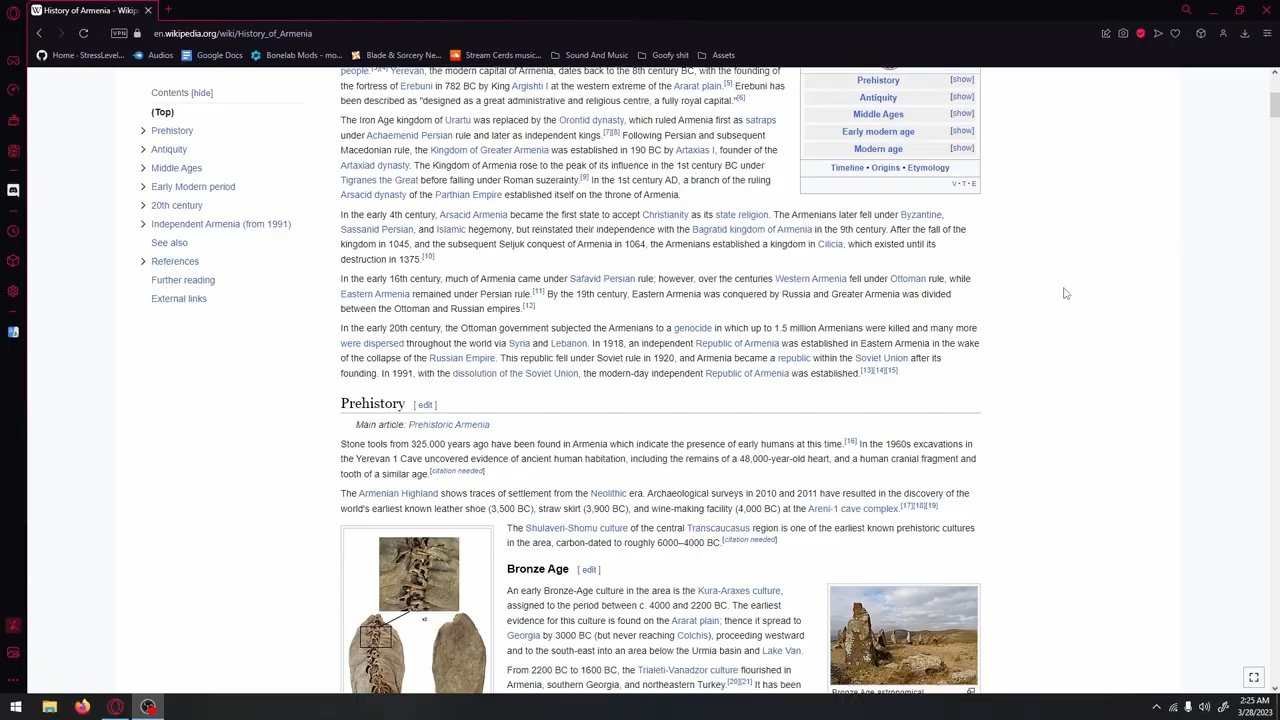 History of Armenia - Wikip
VPN
en.wikipedia.org/wiki/History_of_Armenia
Home · StressLevel...
Audios
Google Docs
Bonelab Mods - mo...
Blade & Sorcery Ne...
Stream Cerds music...
Sound And Music
Goofy shit
Assets
Contents [hide]
(Top)
Prehistory
Antiquity
Middle Ages
Early Modern period
20th century
Independent Armenia (from 1991)
See also
References
Further reading
External links
people.[3][4] Yerevan, the modern capital of Armenia, dates back to the 8th century BC, with the founding of
the fortress of Erebuni in 782 BC by King Argishti I at the western extreme of the Ararat plain.[5] Erebuni has
been described as "designed as a great administrative and religious centre, a fully royal capital."[6]
The Iron Age kingdom of Urartu was replaced by the Orontid dynasty, which ruled Armenia first as satraps
under Achaemenid Persian rule and later as independent kings.[7][8] Following Persian and subsequent
Macedonian rule, the Kingdom of Greater Armenia was established in 190 BC by Artaxias I, founder of the
Artaxiad dynasty. The Kingdom of Armenia rose to the peak of its influence in the 1st century BC under
Tigranes the Great before falling under Roman suzerainty.[9] In the 1st century AD, a branch of the ruling
Arsacid dynasty of the Parthian Empire established itself on the throne of Armenia.
In the early 4th century, Arsacid Armenia became the first state to accept Christianity as its state religion. The Armenians later fell under Byzantine,
Sassanid Persian, and Islamic hegemony, but reinstated their independence with the Bagratid kingdom of Armenia in the 9th century. After the fall of the
kingdom in 1045, and the subsequent Seljuk conquest of Armenia in 1064, the Armenians established a kingdom in Cilicia, which existed until its
destruction in 1375.[10]
In the early 16th century, much of Armenia came under Safavid Persian rule; however, over the centuries Western Armenia fell under Ottoman rule, while
Eastern Armenia remained under Persian rule.[11] By the 19th century, Eastern Armenia was conquered by Russia and Greater Armenia was divided
between the Ottoman and Russian empires.[12]
In the early 20th century, the Ottoman government subjected the Armenians to a genocide in which up to 1.5 million Armenians were killed and many more
were dispersed throughout the world via Syria and Lebanon. In 1918, an independent Republic of Armenia was established in Eastern Armenia in the wake
of the collapse of the Russian Empire. This republic fell under Soviet rule in 1920, and Armenia became a republic within the Soviet Union after its
founding. In 1991, with the dissolution of the Soviet Union, the modern-day independent Republic of Armenia was established.[13][14][15]
Prehistory [show]
Antiquity [show]
Middle Ages [show]
Early modern age [show]
Modern age [show]
Timeline • Origins • Etymology
V • T • E
Prehistory [ edit ]
Main article: Prehistoric Armenia
Stone tools from 325,000 years ago have been found in Armenia which indicate the presence of early humans at this time.[16] In the 1960s excavations in
the Yerevan 1 Cave uncovered evidence of ancient human habitation, including the remains of a 48,000-year-old heart, and a human cranial fragment and
tooth of a similar age.[citation needed]
The Armenian Highland shows traces of settlement from the Neolithic era. Archaeological surveys in 2010 and 2011 have resulted in the discovery of the
world's earliest known leather shoe (3,500 BC), straw skirt (3,900 BC), and wine-making facility (4,000 BC) at the Areni-1 cave complex.[17][18][19]
The Shulaveri-Shomu culture of the central Transcaucasus region is one of the earliest known prehistoric cultures
in the area, carbon-dated to roughly 6000–4000 BC.[citation needed]
x2
Bronze Age [ edit ]
An early Bronze-Age culture in the area is the Kura-Araxes culture,
assigned to the period between c. 4000 and 2200 BC. The earliest
evidence for this culture is found on the Ararat plain; thence it spread to
Georgia by 3000 BC (but never reaching Colchis), proceeding westward
and to the south-east into an area below the Urmia basin and Lake Van.
From 2200 BC to 1600 BC, the Trialeti-Vanadzor culture flourished in
Armenia, southern Georgia, and northeastern Turkey.[20][21] It has been
Bronze Age astronomical
2:25 AM
3/28/2023